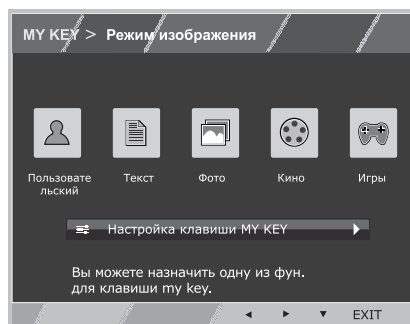 MY KEY > Режим изображения
Пользовате
льский
Текст
Фото
Кино
Игры
Настройка клавиши MY KEY
Вы можете назначить одну из фун.
для клавиши my key.
EXIT